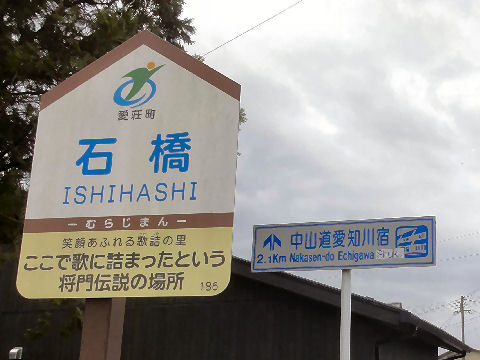 愛荘町
石橋
ISHIHASHI
ーむらじまんー
笑顔あふれる歌詰の里
ここで歌に詰まったという
将門伝説の場所
186
中山道愛知川宿
2.1Km Nakasen-do Echigawa